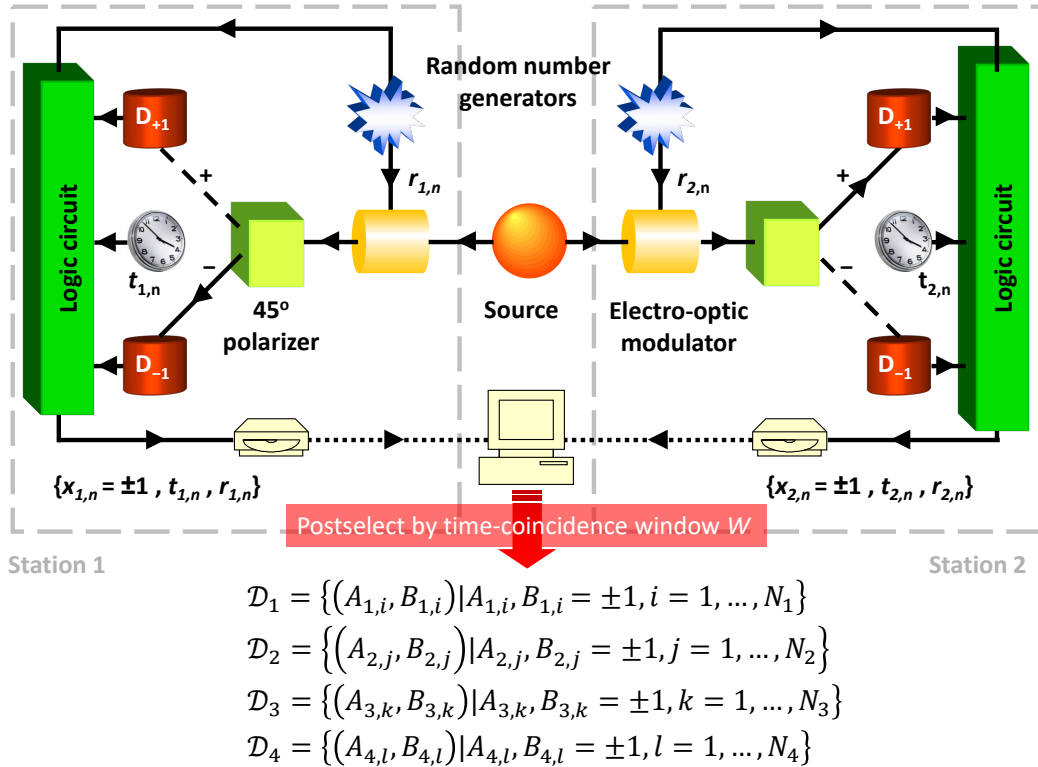 Random number
generators
D+1
D+1
Logic circuit
Logic circuit
+
+
r1,n
r2,n
−
−
t1,n
t2,n
45º
polarizer
Source
Electro-optic
modulator
D−1
D−1
{x1,n = ±1 , t1,n , r1,n}
{x2,n = ±1 , t2,n , r2,n}
Postselect by time-coincidence window W
Station 1
Station 2
𝒟1 = {(A1,i, B1,i)|A1,i, B1,i = ±1, i = 1, …, N1}
𝒟2 = {(A2,j, B2,j)|A2,j, B2,j = ±1, j = 1, …, N2}
𝒟3 = {(A3,k, B3,k)|A3,k, B3,k = ±1, k = 1, …, N3}
𝒟4 = {(A4,l, B4,l)|A4,l, B4,l = ±1, l = 1, …, N4}